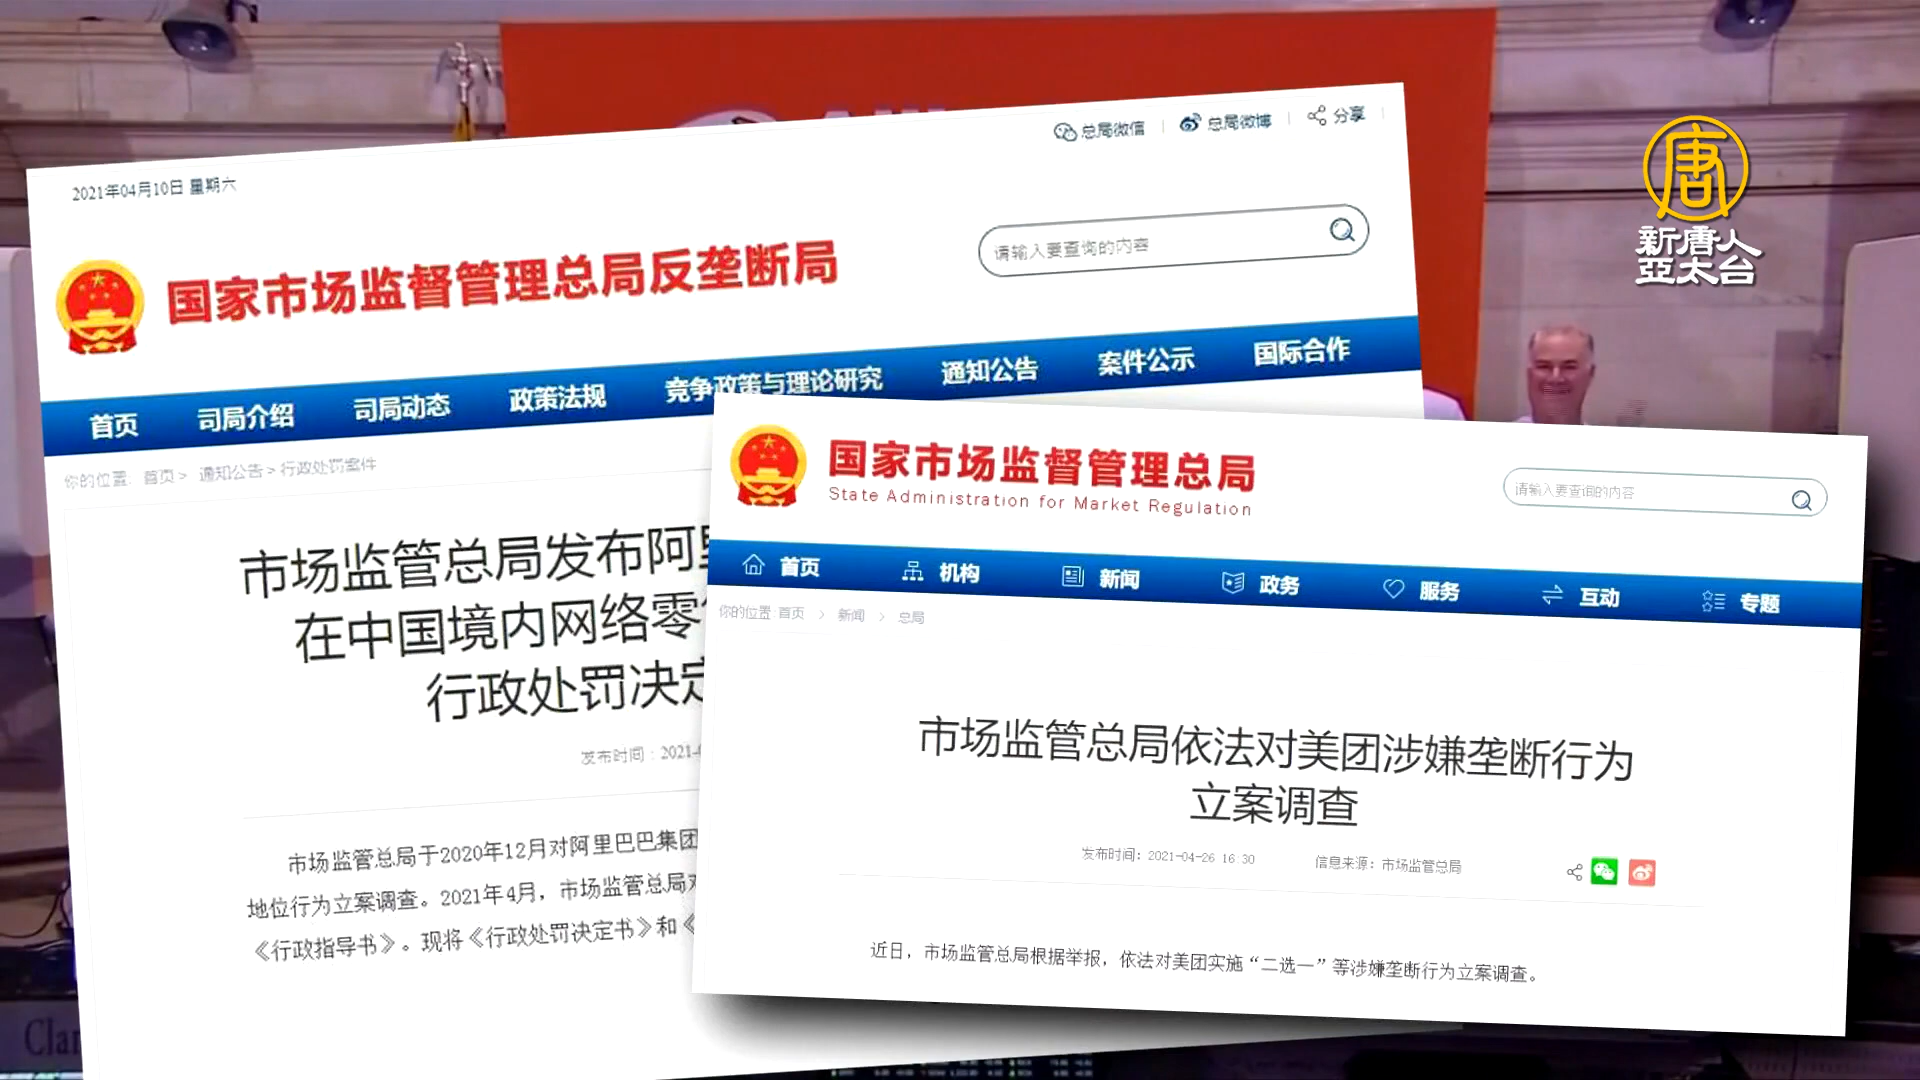 总局微信
总局微博
分享
2021年04月10日 星期六
请输入要查询的内容
国家市场监督管理总局反垄断局
首页 司局介绍 司局动态 政策法规 竞争政策与理论研究 通知公告 案件公示 国际合作
你的位置: 首页 > 通知公告 > 行政处罚案件
市场监管总局发布阿
在中国境内网络零
行政处罚决定
发布时间：2021-
市场监管总局于2020年12月对阿里巴巴集团
地位行为立案调查。2021年4月，市场监管总局对
《行政指导书》。现将《行政处罚决定书》和《
唐
新唐人
亞太台
国家市场监督管理总局
State Administration for Market Regulation
请输入要查询的内容
首页 机构 新闻 政务 服务 互动 专题
你的位置 首页 > 新闻 > 总局
市场监管总局依法对美团涉嫌垄断行为
立案调查
发布时间：2021-04-26 16:30 信息来源：市场监管总局
近日，市场监管总局根据举报，依法对美团实施“二选一”等涉嫌垄断行为立案调查。